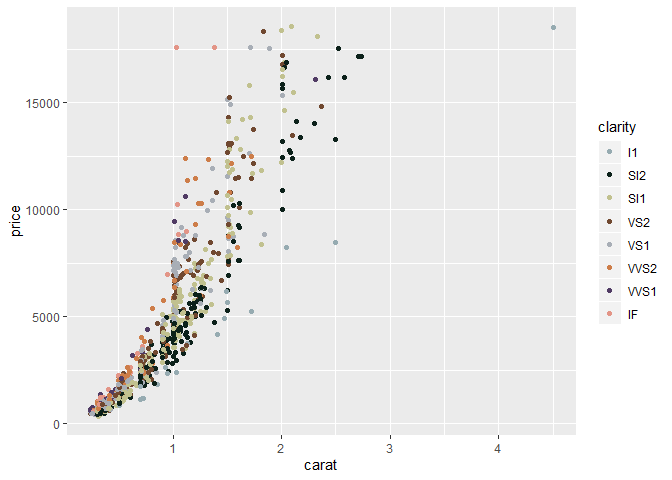 15000
10000
5000
0
price
1
2
3
4
carat
clarity
I1
SI2
SI1
VS2
VS1
VVS2
VVS1
IF